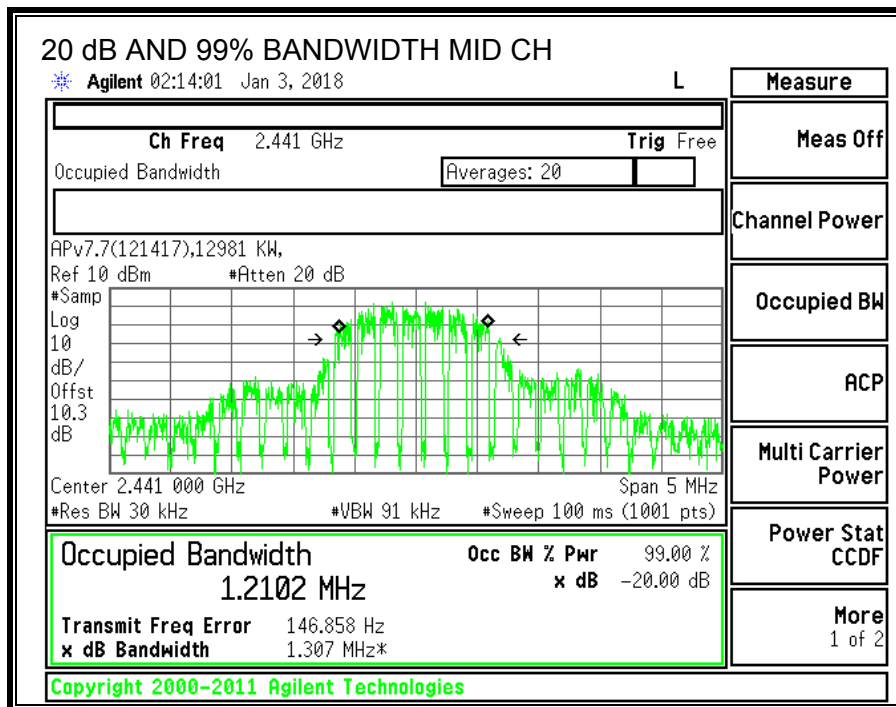 20 dB AND 99% BANDWIDTH MID CH
Agilent 02:14:01 Jan 3, 2018 L
Measure
Ch Freq 2.441 GHz Trig Free
Occupied Bandwidth Averages: 20
APv7.7(121417),12981 KW,
Ref 10 dBm #Atten 20 dB
#Samp
Log
10
dB/
Offst
10.3
dB
Center 2.441 000 GHz Span 5 MHz
#Res BW 30 kHz #VBW 91 kHz #Sweep 100 ms (1001 pts)
Occupied Bandwidth Occ BW % Pwr 99.00 %
1.2102 MHz x dB -20.00 dB
Transmit Freq Error 146.858 Hz
x dB Bandwidth 1.307 MHz*
Meas Off
Channel Power
Occupied BW
ACP
Multi Carrier
Power
Power Stat
CCDF
More
1 of 2
Copyright 2000-2011 Agilent Technologies